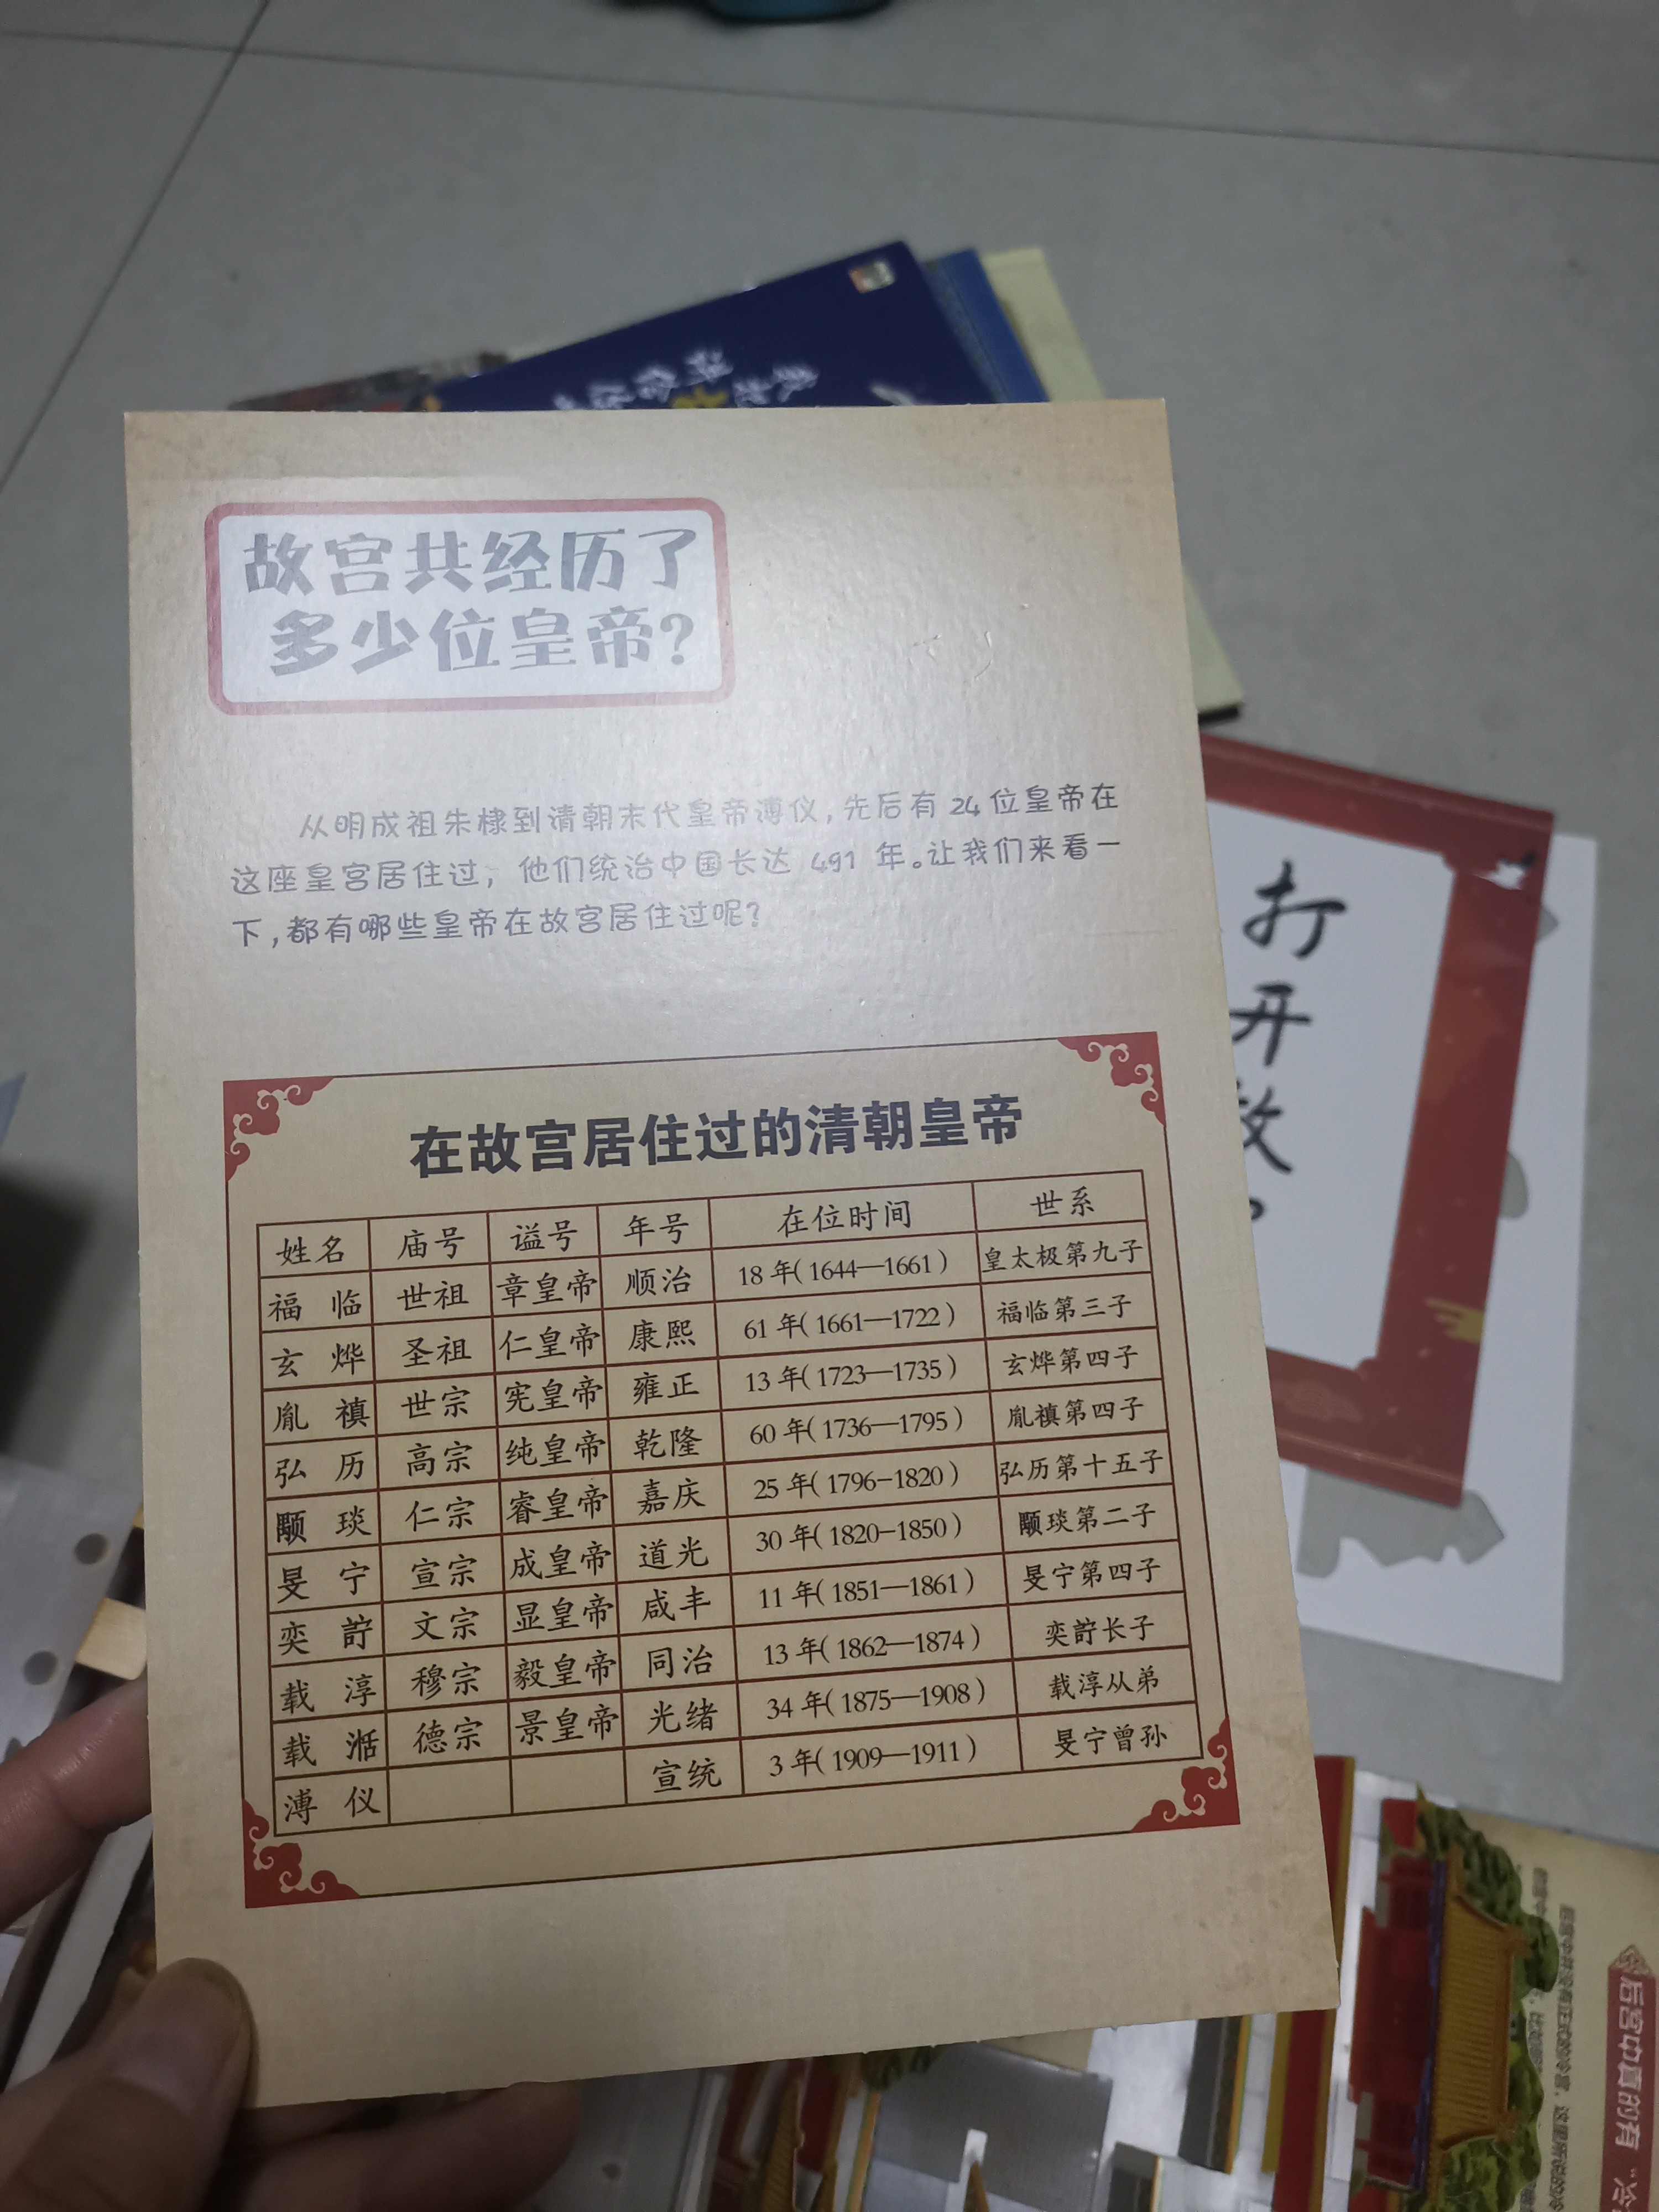 故宫共经历了
多少位皇帝?
从明成祖朱棣到清朝末代皇帝溥仪,先后有24位皇帝在
这座皇宫居住过,他们统治中国长达 491 年。让我们来看一
下,都有哪些皇帝在故宫居住过呢?
在故宫居住过的清朝皇帝
姓名 庙号 谥号 年号 在位时间 世系
福临 世祖 章皇帝 顺治 18年(1644—1661) 皇太极第九子
玄烨 圣祖 仁皇帝 康熙 61年(1661—1722) 福临第三子
胤禛 世宗 宪皇帝 雍正 13年(1723—1735) 玄烨第四子
弘历 高宗 纯皇帝 乾隆 60年(1736—1795) 胤禛第四子
颙琰 仁宗 睿皇帝 嘉庆 25年(1796-1820) 弘历第十五子
旻宁 宣宗 成皇帝 道光 30年(1820-1850) 颙琰第二子
奕詝 文宗 显皇帝 咸丰 11年(1851—1861) 旻宁第四子
载淳 穆宗 毅皇帝 同治 13年(1862—1874) 奕詝长子
载湉 德宗 景皇帝 光绪 34年(1875—1908) 载淳从弟
溥仪 宣统 3年(1909—1911) 旻宁曾孙
打开故。
后宫中真的有“冷